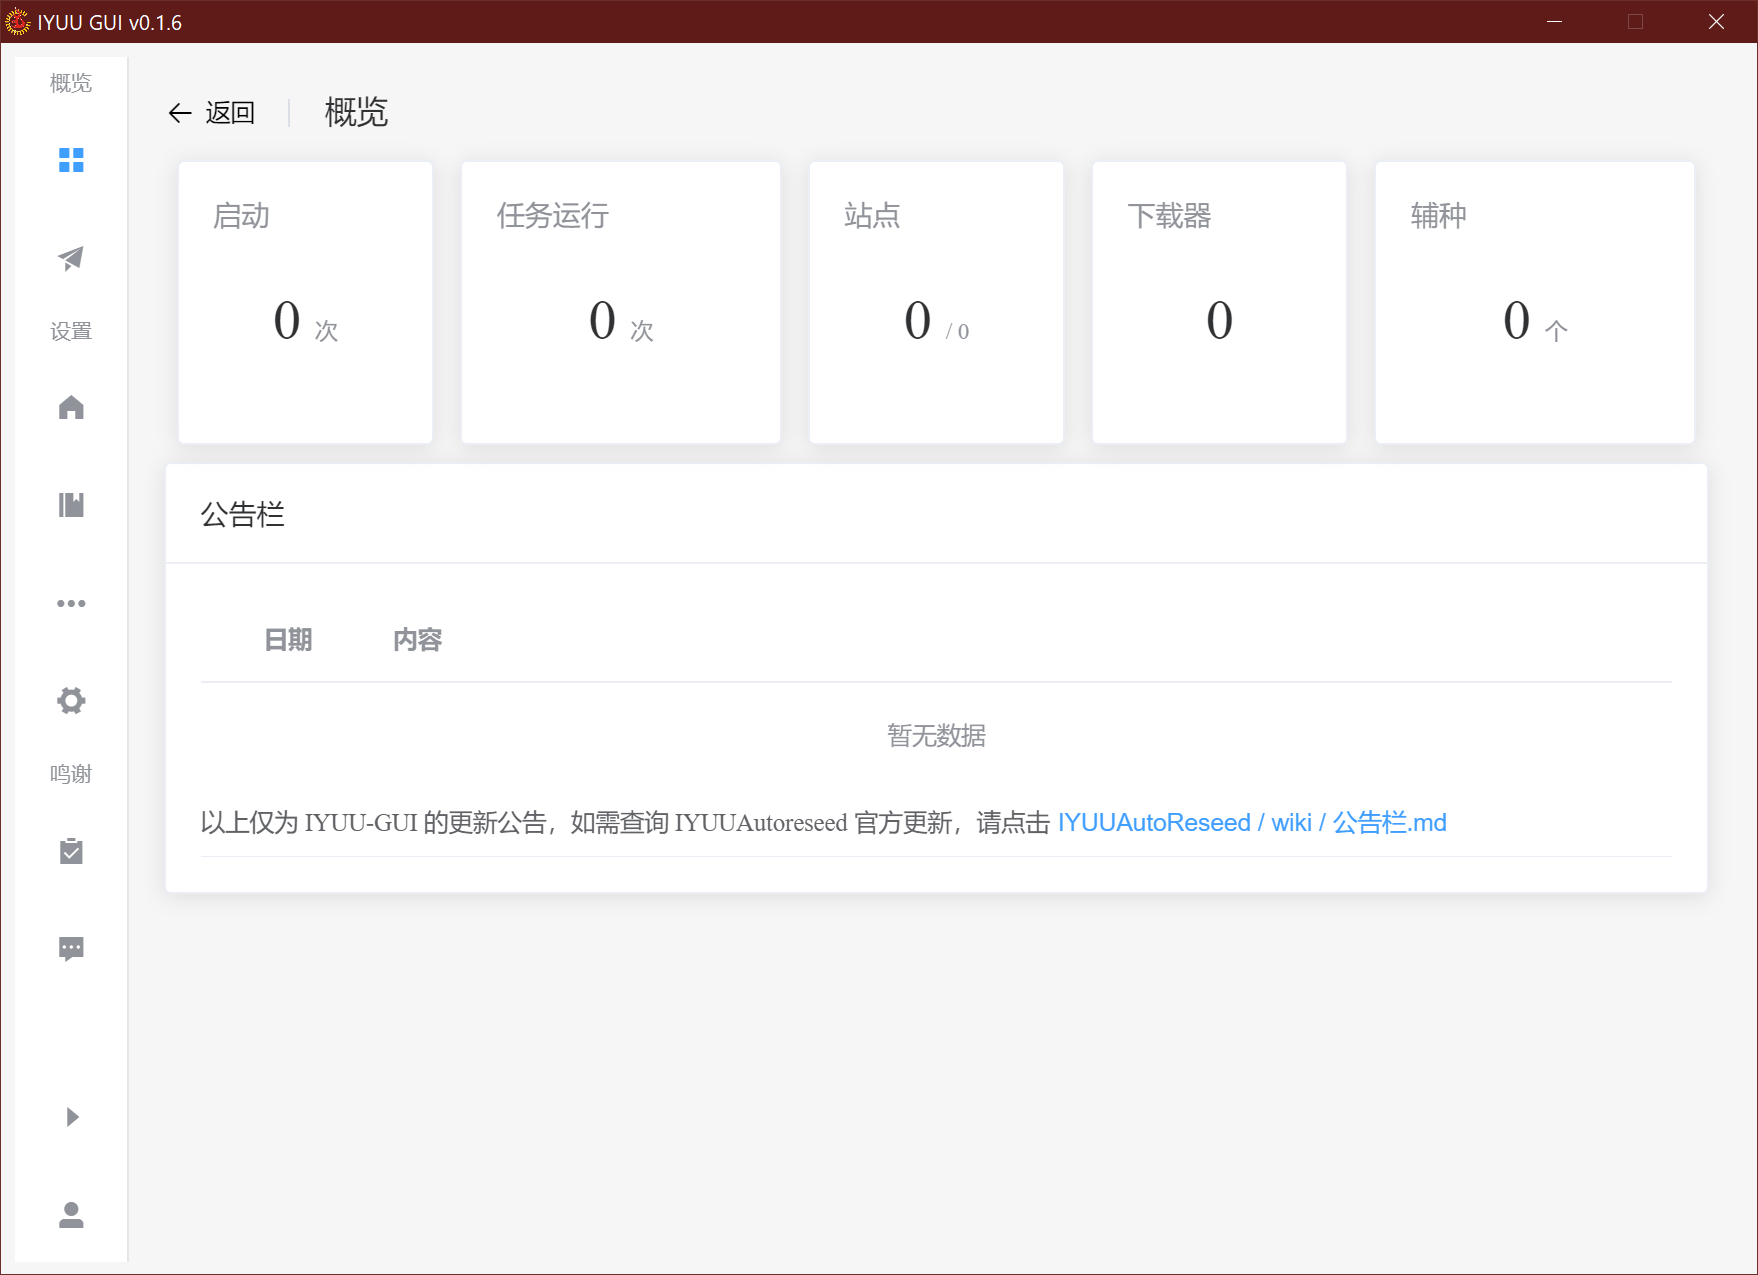 IYUU GUI v0.1.6
概览
设置
鸣谢
返回
概览
启动
0 次
任务运行
0 次
站点
0 / 0
下载器
0
辅种
0 个
公告栏
日期 内容
暂无数据
以上仅为 IYUU-GUI 的更新公告，如需查询 IYUUAutoreseed 官方更新，请点击 IYUUAutoReseed / wiki / 公告栏.md